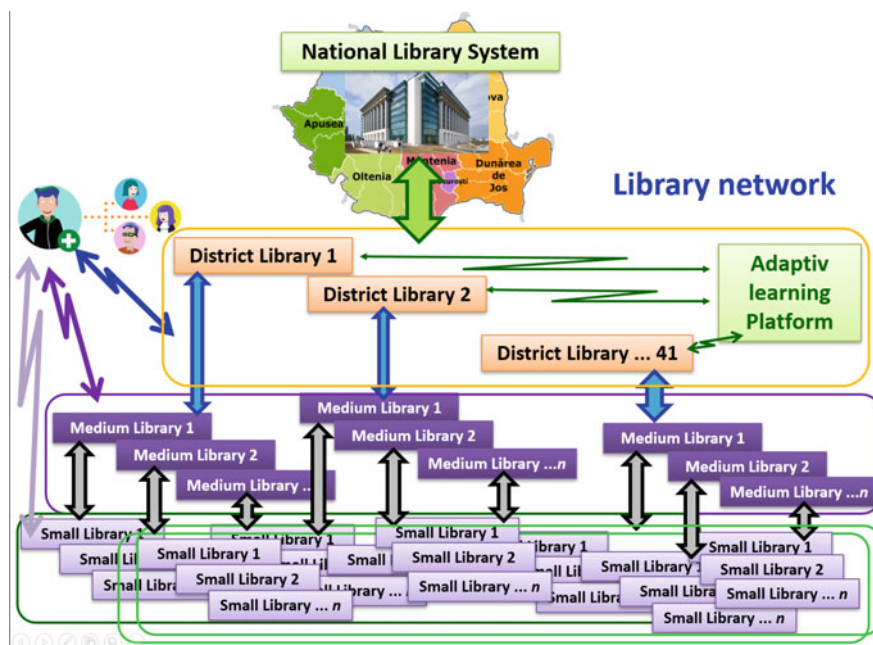 National Library System
Apusea
ova
Oltenia
Muntenia
București
Dunărea
de
Jos
Library network
District Library 1
District Library 2
District Library ... 41
Adaptiv
learning
Platform
Medium Library 1
Medium Library 2
Medium Library ...
Medium Library 1
Medium Library 2
Medium Library ...n
Medium Library 1
Medium Library 2
Medium Library ...n
Small Library 1
Small Library 1
Small Library 2
Small Library ... n
Small Library 1
Small Library 2
Small Library ... n
Small Library 1
Small Library 2
Small Library ... n
Small Library ... n